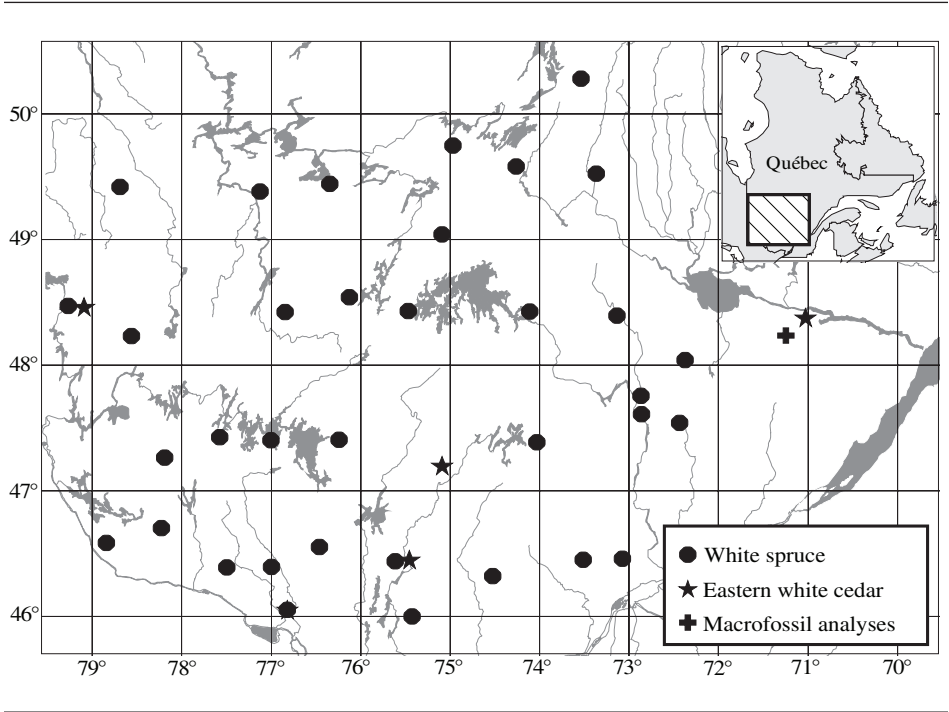 50°
Québec
49°
48°
47°
White spruce
Eastern white cedar
Macrofossil analyses
46°
79° 78° 77° 76° 75° 74° 73° 72° 71° 70°